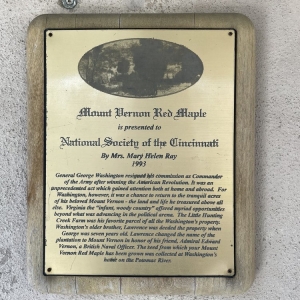 Mount Vernon Red Maple
is presented to
National Society of the Cincinnati
By Mrs. Mary Helen Ray
1993
General George Washington resigned his commission as Commander
of the Army after winning the American Revolution. It was an
unprecedented act which gained attention both at home and abroad. For
Washington, however, it was a chance to return to the tranquil acres
of his beloved Mount Vernon - the land and life he treasured above all
else. Virginia the "infant, woody country" offered myriad opportunities
beyond what was advancing in the political arena. The Little Hunting
Creek Farm was his favorite parcel of all the Washington's property.
Washington's older brother, Lawrence was deeded the property when
George was seven years old. Lawrence changed the name of the
plantation to Mount Vernon in honor of his friend, Admiral Edward
Vernon, a British Naval Officer. The seed from which your Mount
Vernon Red Maple has been grown was collected at Washington's
home on the Potomac River.